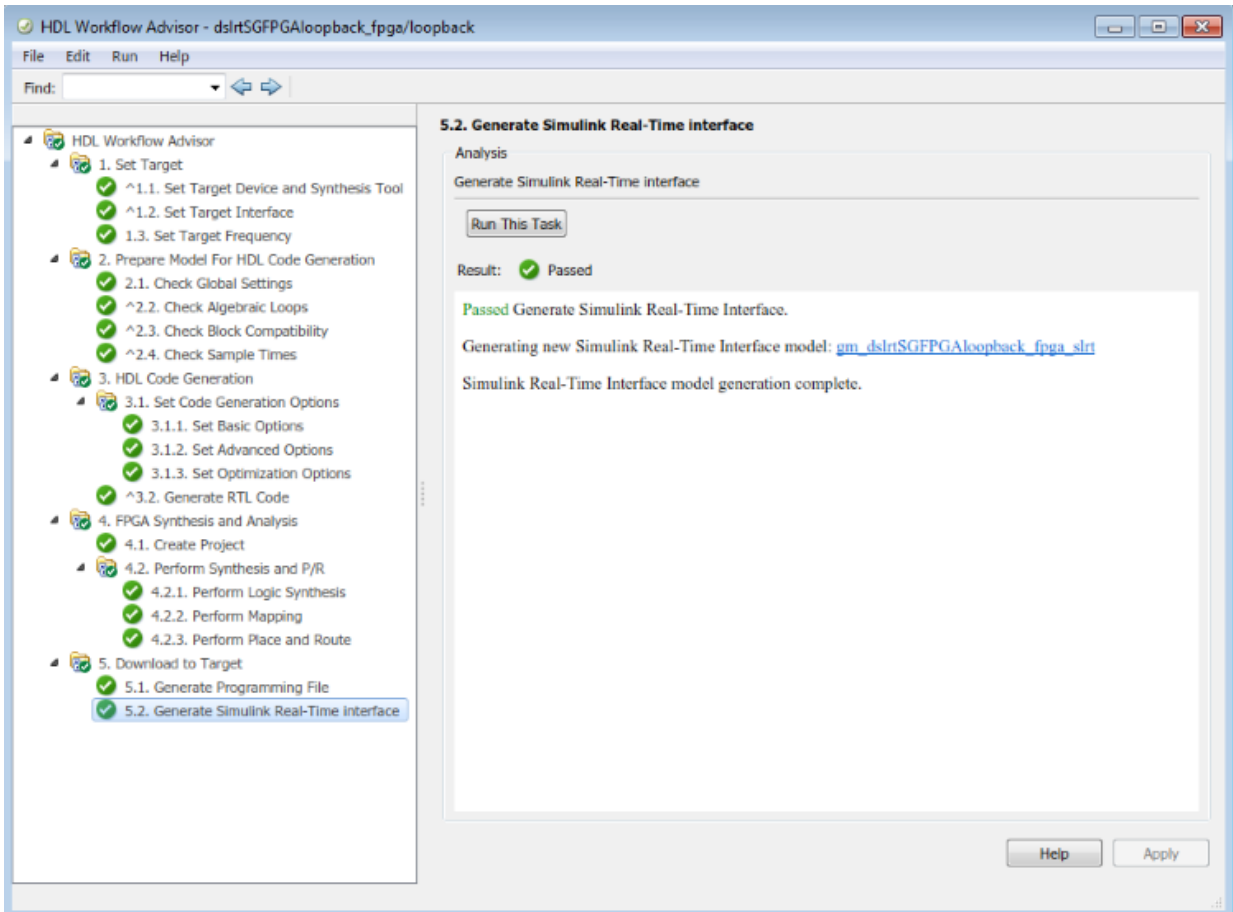 HDL Workflow Advisor - dslrtSGFPGAloopback_fpga/loopback
File Edit Run Help
Find:
HDL Workflow Advisor
1. Set Target
^1.1. Set Target Device and Synthesis Tool
^1.2. Set Target Interface
1.3. Set Target Frequency
2. Prepare Model For HDL Code Generation
2.1. Check Global Settings
^2.2. Check Algebraic Loops
^2.3. Check Block Compatibility
^2.4. Check Sample Times
3. HDL Code Generation
3.1. Set Code Generation Options
3.1.1. Set Basic Options
3.1.2. Set Advanced Options
3.1.3. Set Optimization Options
^3.2. Generate RTL Code
4. FPGA Synthesis and Analysis
4.1. Create Project
4.2. Perform Synthesis and P/R
4.2.1. Perform Logic Synthesis
4.2.2. Perform Mapping
4.2.3. Perform Place and Route
5. Download to Target
5.1. Generate Programming File
5.2. Generate Simulink Real-Time interface
5.2. Generate Simulink Real-Time interface
Analysis
Generate Simulink Real-Time interface
Run This Task
Result: Passed
Passed Generate Simulink Real-Time Interface.
Generating new Simulink Real-Time Interface model: gm_dslrtSGFPGAloopback_fpga_slrt
Simulink Real-Time Interface model generation complete.
Help Apply